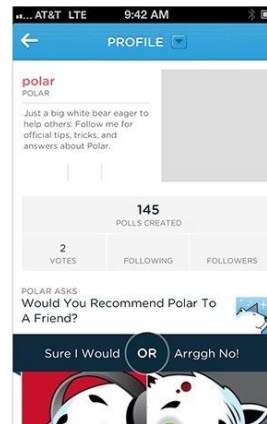 AT&T LTE 9:42 AM
PROFILE
polar
POLAR
Just a big white bear eager to
help others. Follow me for
official tips, tricks, and
answers about Polar.
145
POLLS CREATED
2
VOTES FOLLOWING FOLLOWERS
POLAR ASKS
Would You Recommend Polar To
A Friend?
Sure I Would OR Arrggh No!